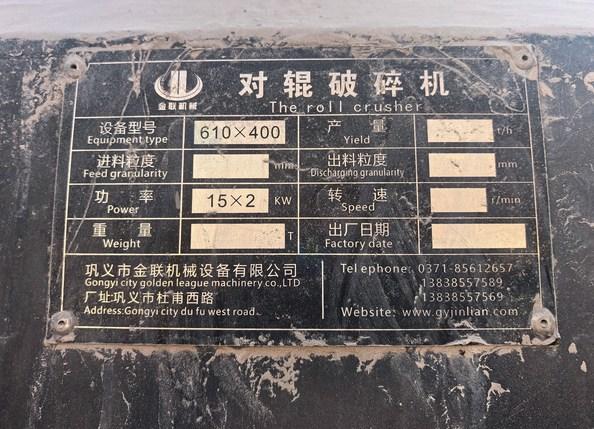 金联机械
对辊破碎机
The roll crusher
设备型号 610×400 产量 t/h
Equipment type Yield
进料粒度 mm 出料粒度 mm
Feed granularity Discharging granularity
功率 15×2 KW 转速 r/min
Power Speed
重量 T 出厂日期
Weight Factory date
巩义市金联机械设备有限公司
Gongyi city golden league machinery co.,LTD
厂址巩义市杜甫西路
Address:Gongyi city du fu west road
Tel ephone: 0371-85612657
13838557589
13838557569
Website: www.gyjinlian.com